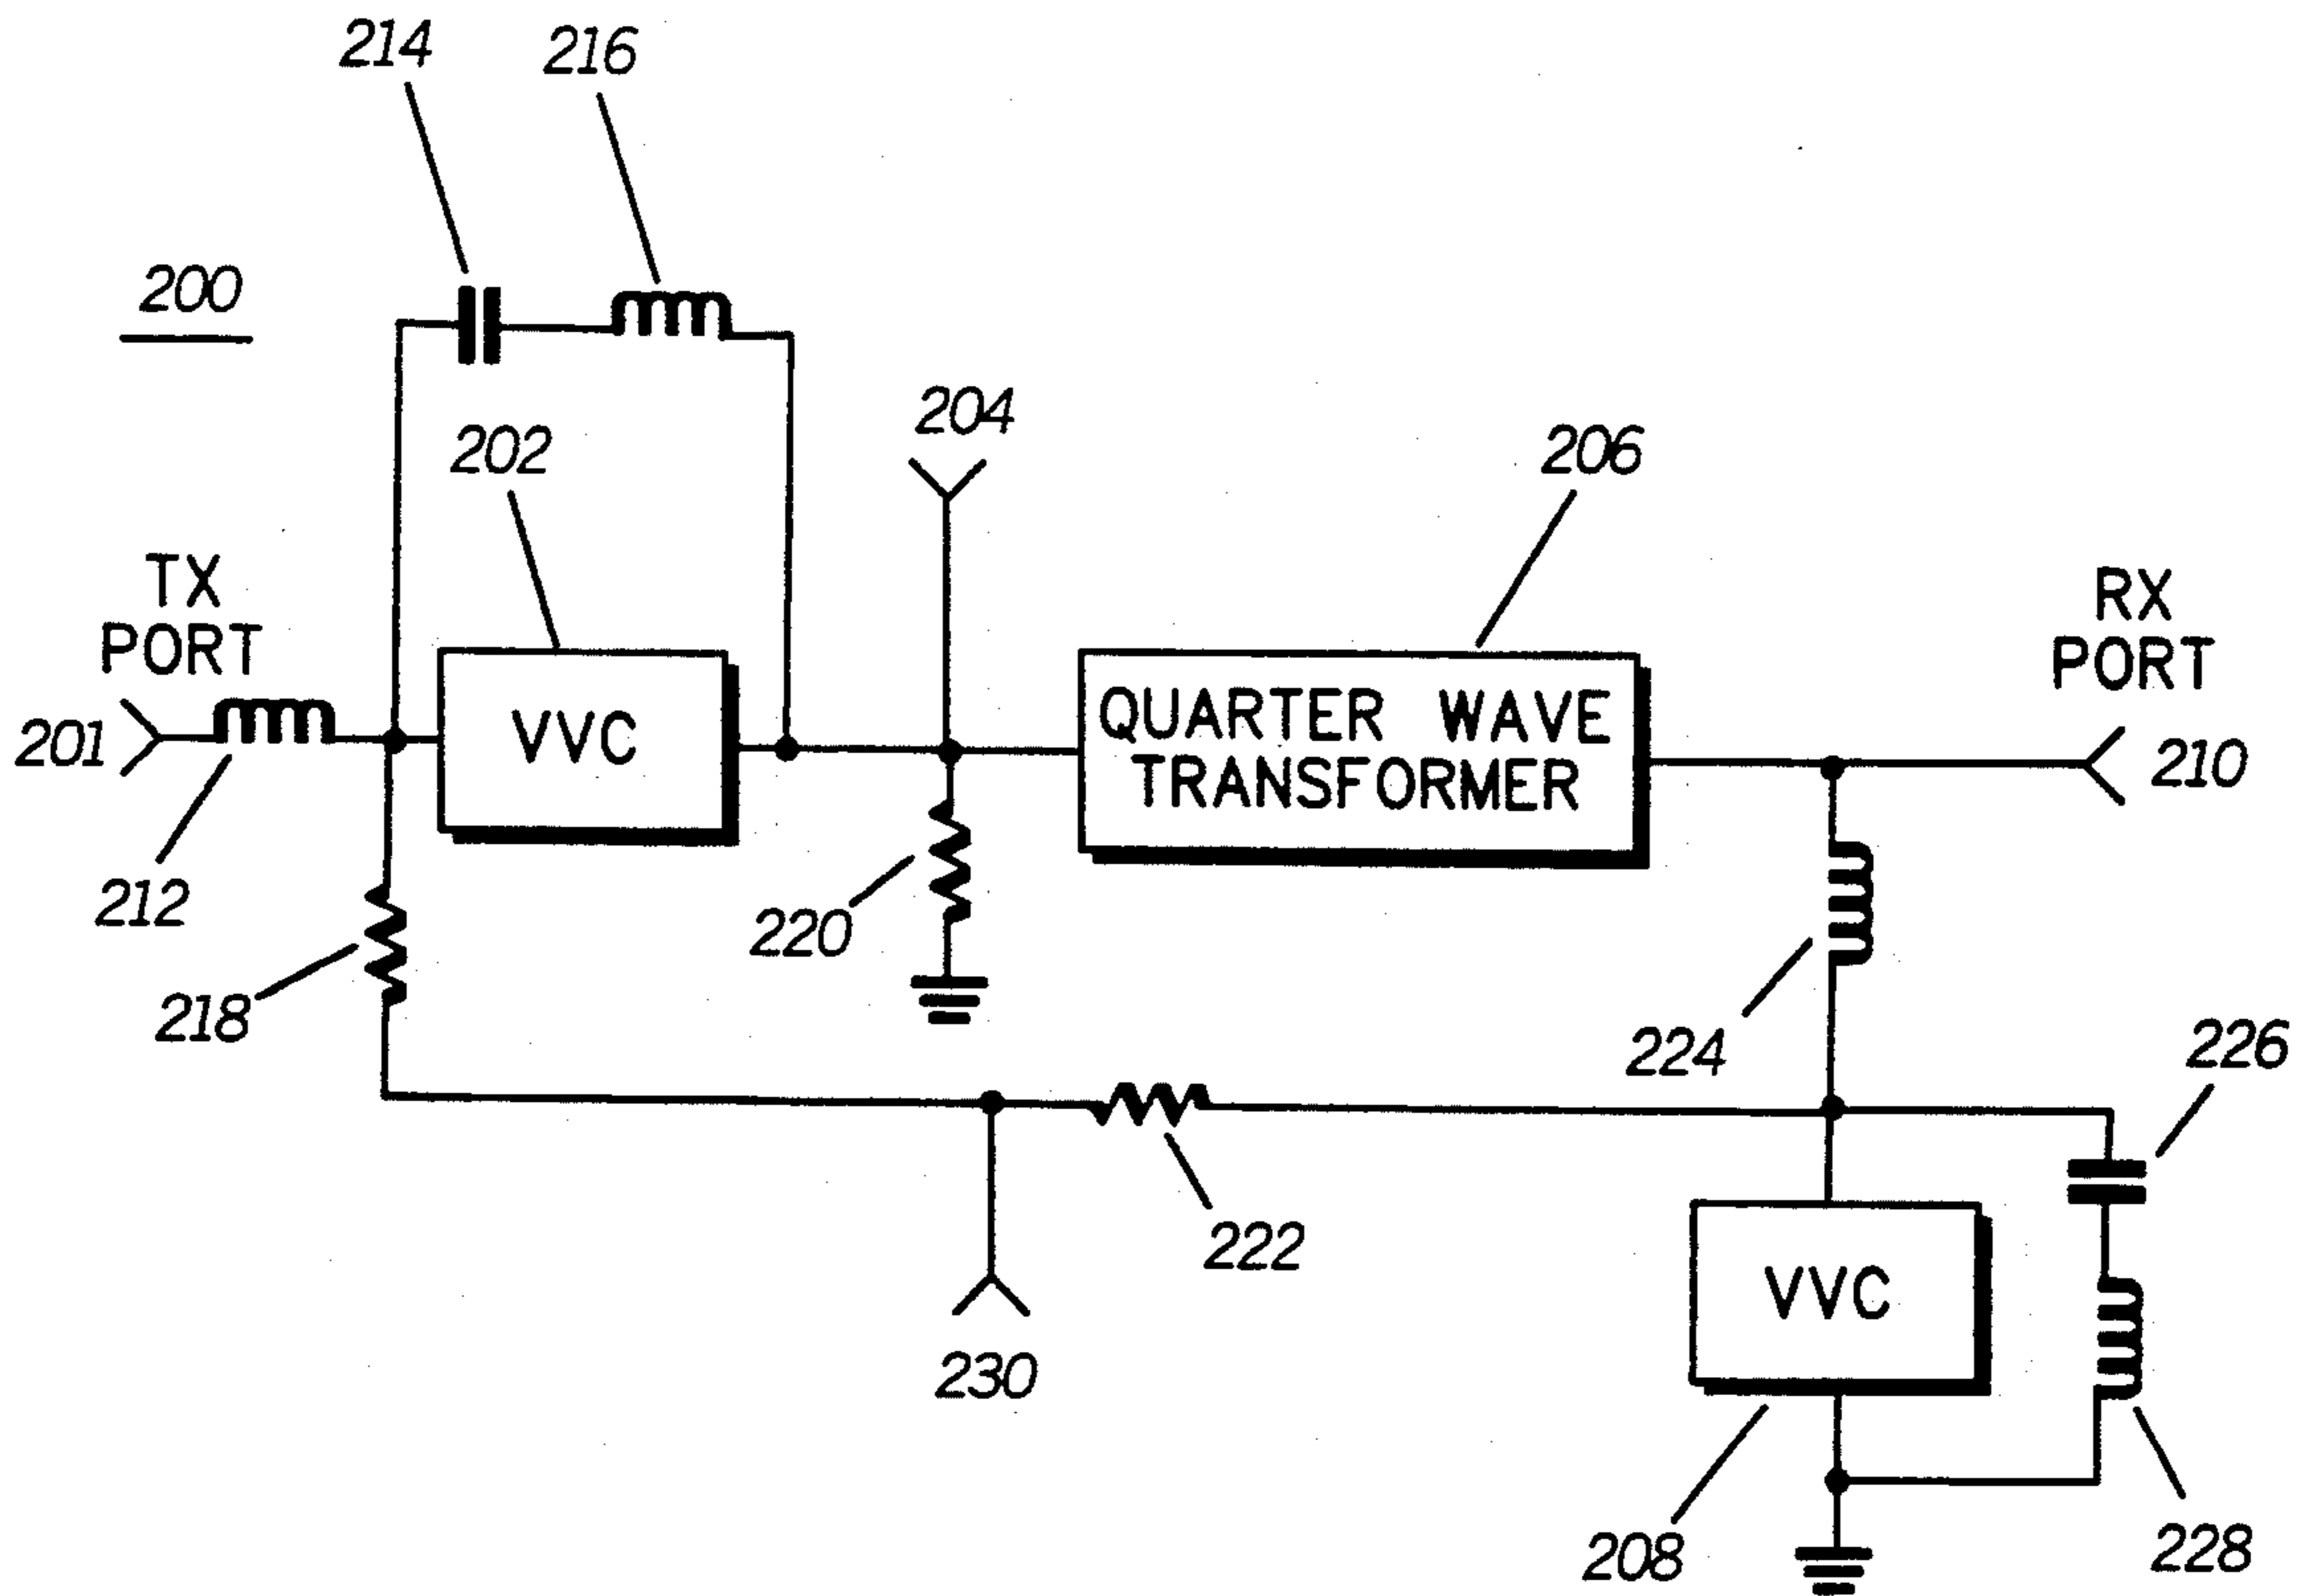 214
216
200
202
204
206
TX
PORT
RX
PORT
201
VVC
QUARTER WAVE
TRANSFORMER
210
212
220
218
224
226
222
VVC
230
208
228